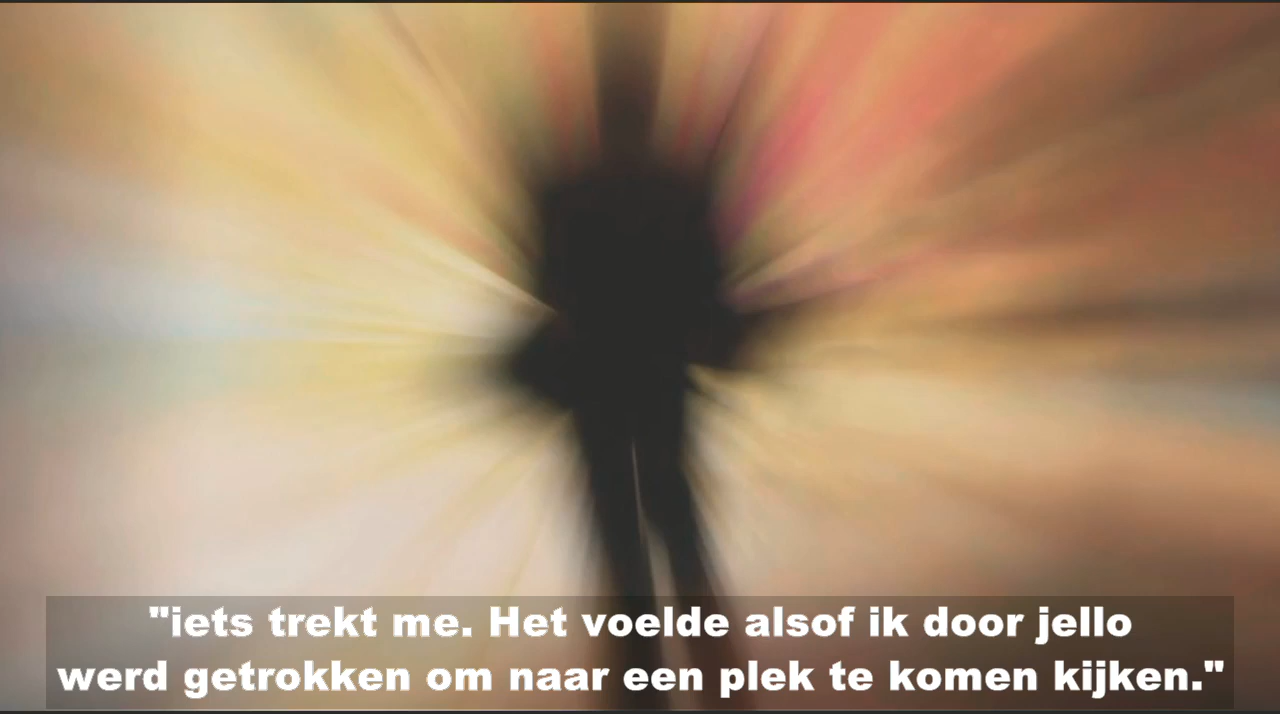 "iets trekt me. Het voelde alsof ik door jello
werd getrokken om naar een plek te komen kijken."